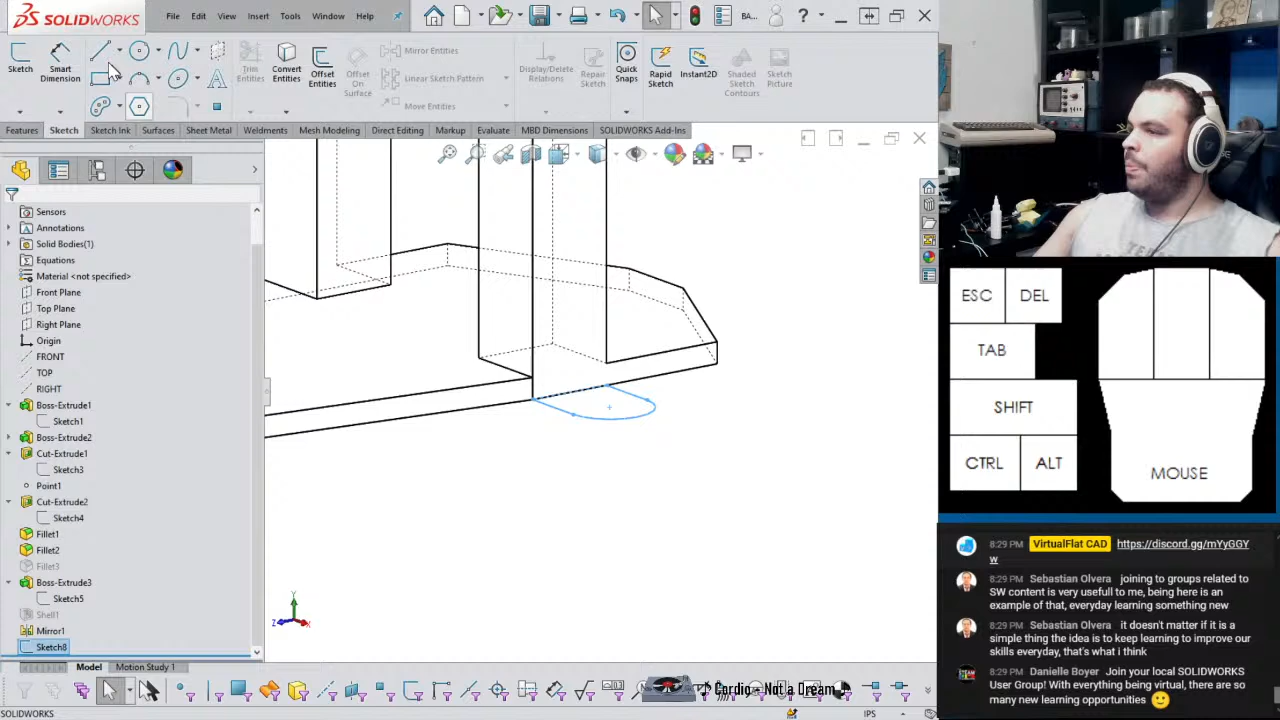 SOLIDWORKS
File
Edit
View
Insert
Tools
Window
Help
BA...
Sketch
Smart Dimension
Trim Entities
Convert Entities
Offset Entities
Offset On Surface
Mirror Entities
Linear Sketch Pattern
Move Entities
Display/Delete Relations
Repair Sketch
Quick Snaps
Rapid Sketch
Instant2D
Shaded Sketch Contours
Sketch Picture
Features
Sketch
Sketch Ink
Surfaces
Sheet Metal
Weldments
Mesh Modeling
Direct Editing
Markup
Evaluate
MBD Dimensions
SOLIDWORKS Add-Ins
Sensors
Annotations
Solid Bodies(1)
Equations
Material <not specified>
Front Plane
Top Plane
Right Plane
Origin
FRONT
TOP
RIGHT
Boss-Extrude1
Sketch1
Boss-Extrude2
Cut-Extrude1
Sketch3
Point1
Cut-Extrude2
Sketch4
Fillet1
Fillet2
Fillet3
Boss-Extrude3
Sketch5
Shell1
Mirror1
Sketch8
Y
Z
X
Model
Motion Study 1
Cordio - Not a Dream
SOLIDWORKS
IPS
ESC
DEL
TAB
SHIFT
CTRL
ALT
MOUSE
8:29 PM VirtualFlat CAD https://discord.gg/mYyGGY
w
8:29 PM Sebastian Olvera joining to groups related to
SW content is very usefull to me, being here is an
example of that, everyday learning something new
8:29 PM Sebastian Olvera it doesn't matter if it is a
simple thing the idea is to keep learning to improve our
skills everyday, that's what i think
8:29 PM Danielle Boyer Join your local SOLIDWORKS
User Group! With everything being virtual, there are so
many new learning opportunities 🙂